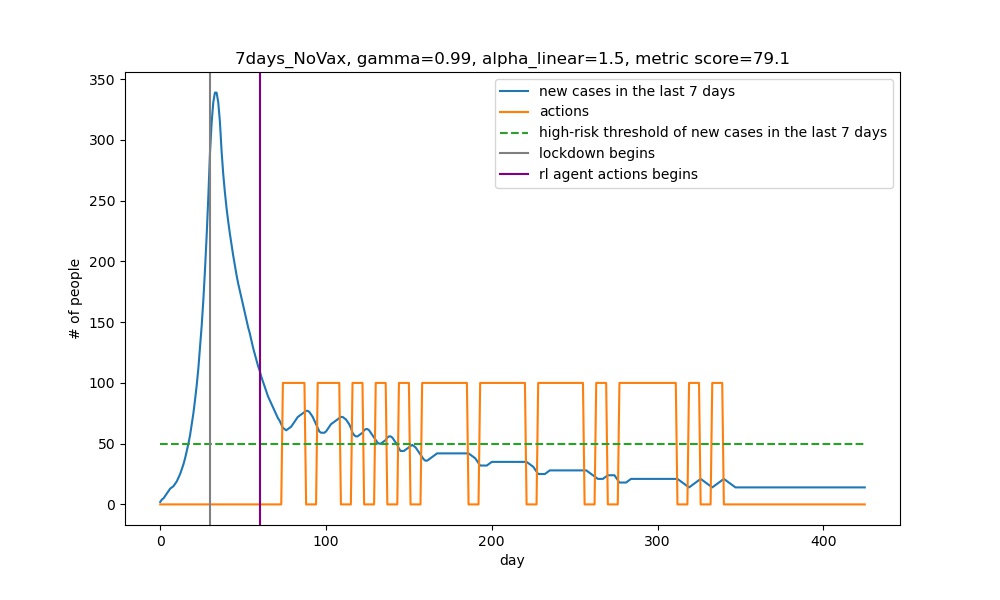 7days_NoVax, gamma=0.99, alpha_linear=1.5, metric score=79.1
new cases in the last 7 days
actions
high-risk threshold of new cases in the last 7 days
lockdown begins
rl agent actions begins
350
300
250
200
150
100
50
0
# of people
0 100 200 300 400
day